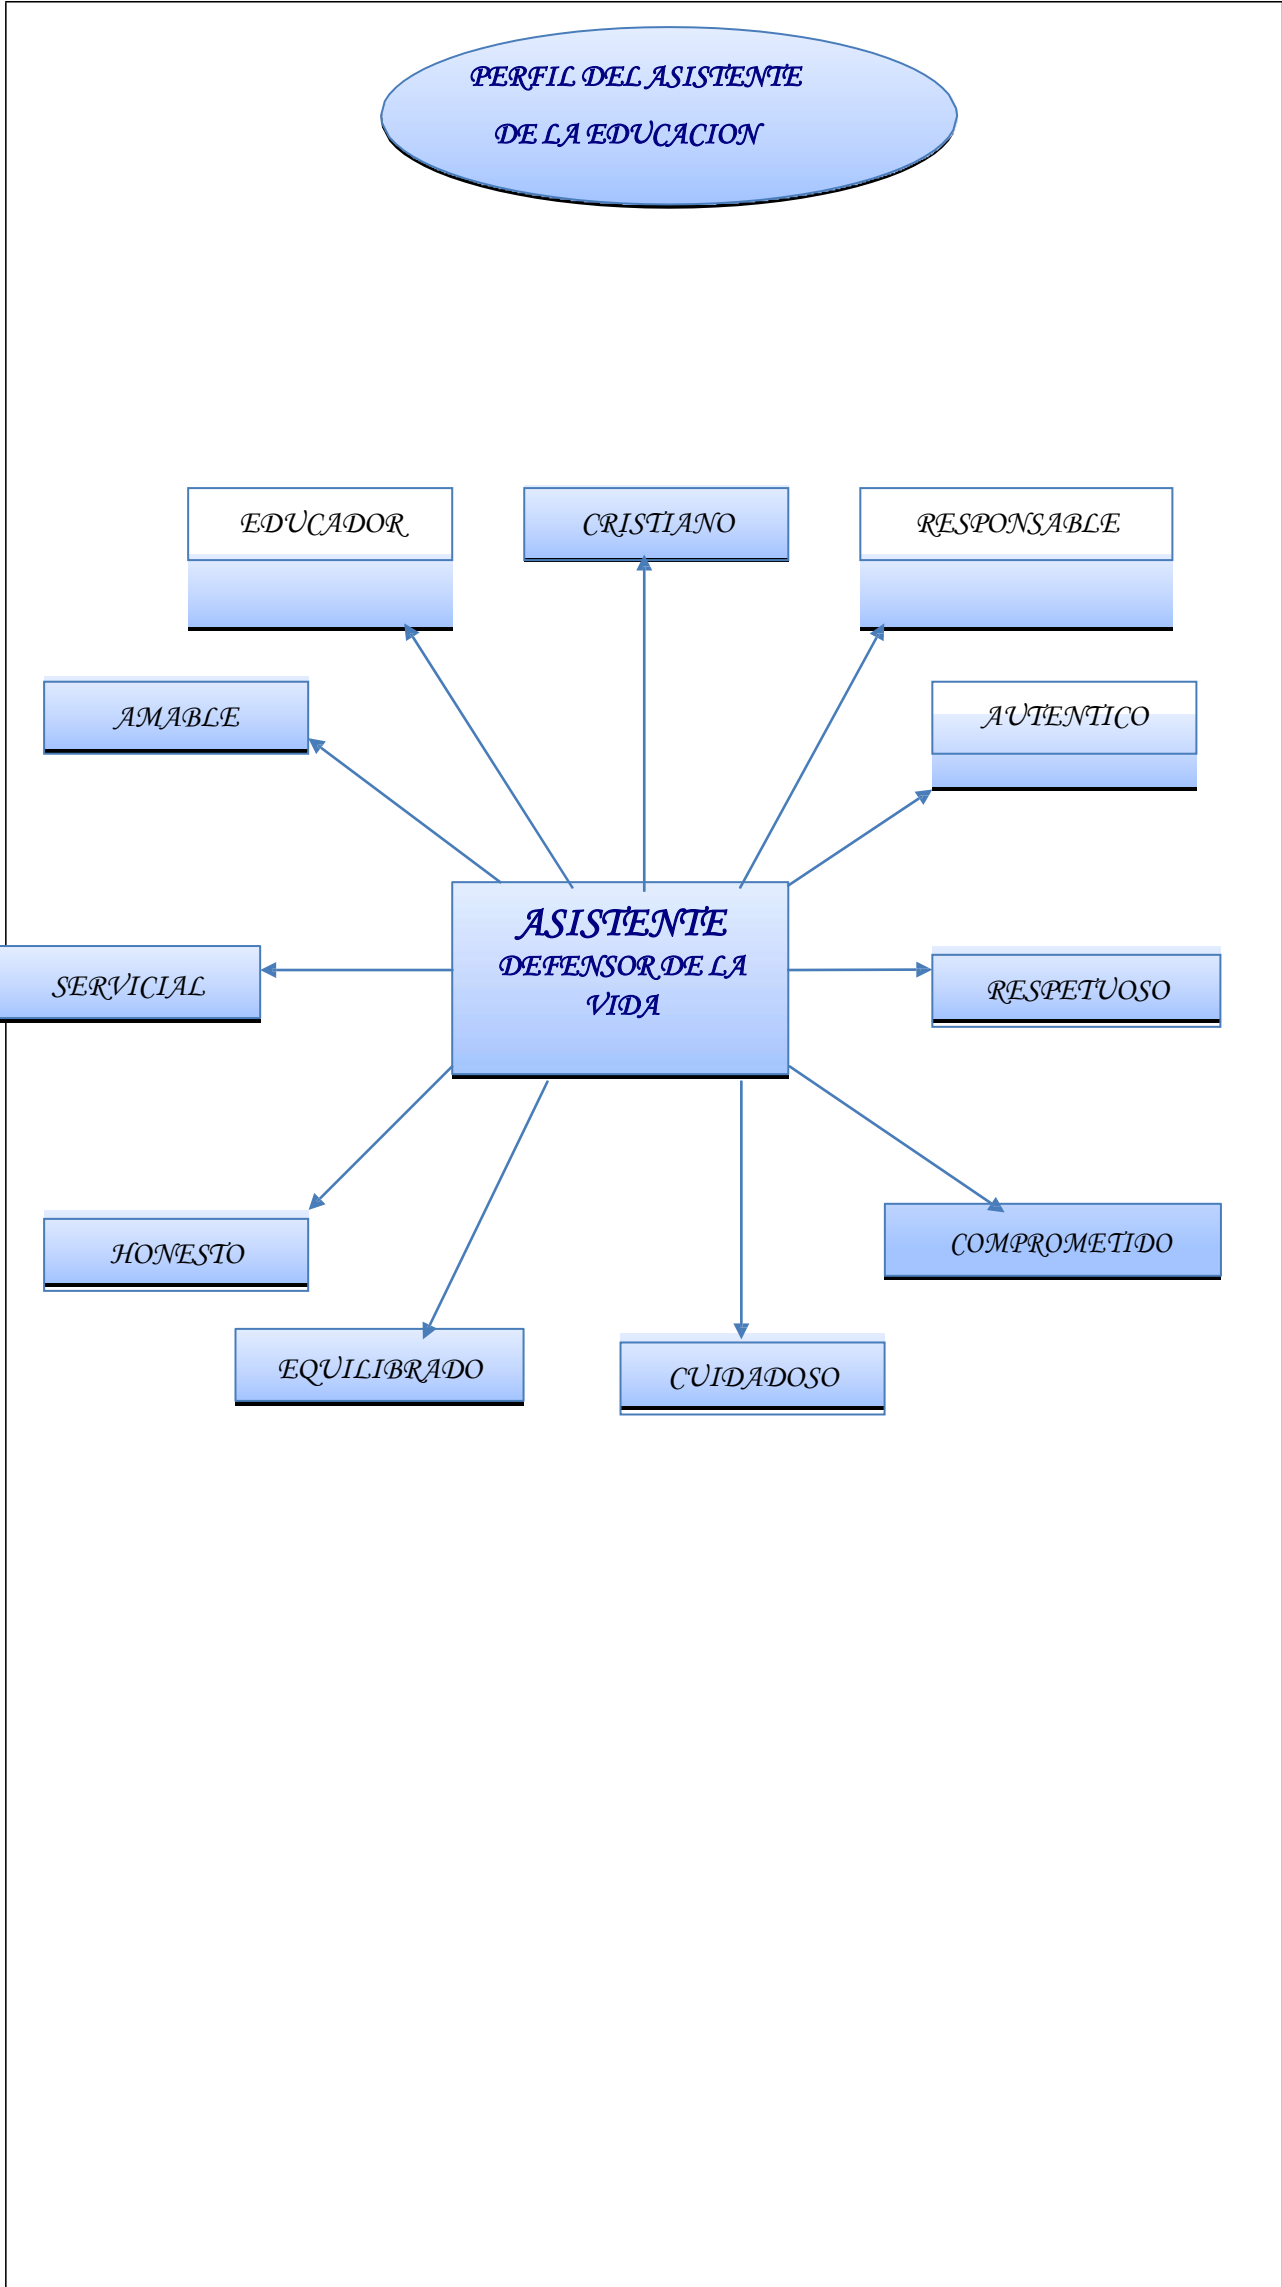 PERFIL DEL ASISTENTE
DE LA EDUCACION
EDUCADOR
CRISTIANO
RESPONSABLE
AMABLE
AUTENTICO
ASISTENTE
DEFENSOR DE LA
VIDA
SERVICIAL
RESPETUOSO
HONESTO
COMPROMETIDO
EQUILIBRADO
CUIDADOSO